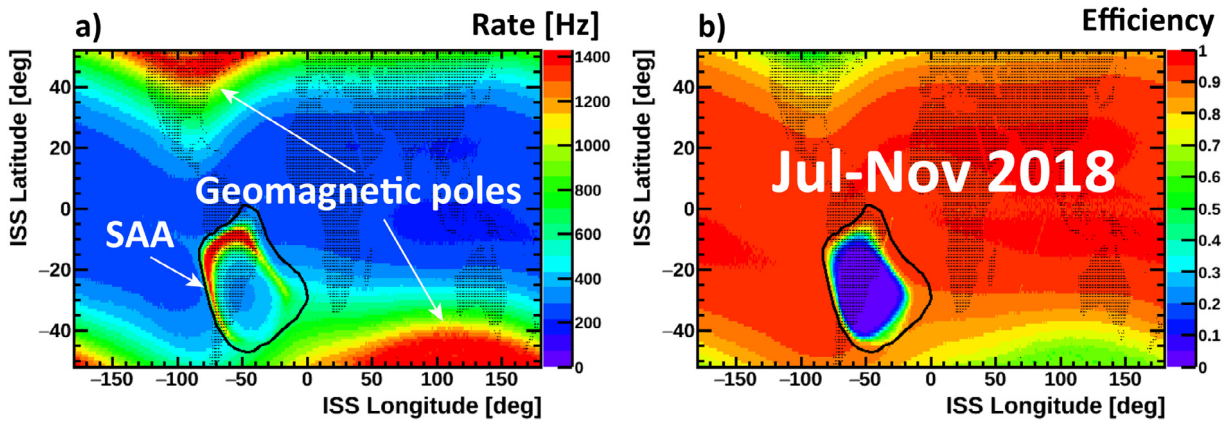 a)
Rate [Hz]
ISS Latitude [deg]
40
20
0
−20
−40
Geomagnetic poles
SAA
−150 −100 −50 0 50 100 150
ISS Longitude [deg]
1400
1200
1000
800
600
400
200
0
b)
Efficiency
ISS Latitude [deg]
40
20
0
−20
−40
Jul-Nov 2018
−150 −100 −50 0 50 100 150
ISS Longitude [deg]
1
0.9
0.8
0.7
0.6
0.5
0.4
0.3
0.2
0.1
0